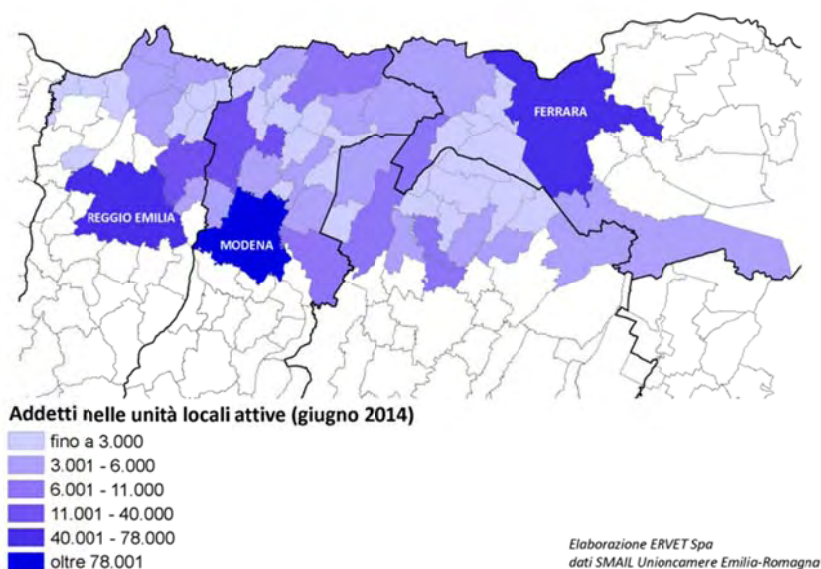 FERRARA
REGGIO EMILIA
MODENA
Addetti nelle unità locali attive (giugno 2014)
fino a 3.000
3.001 - 6.000
6.001 - 11.000
11.001 - 40.000
40.001 - 78.000
oltre 78.001
Elaborazione ERVET Spa
dati SMAIL Unioncamere Emilia-Romagna